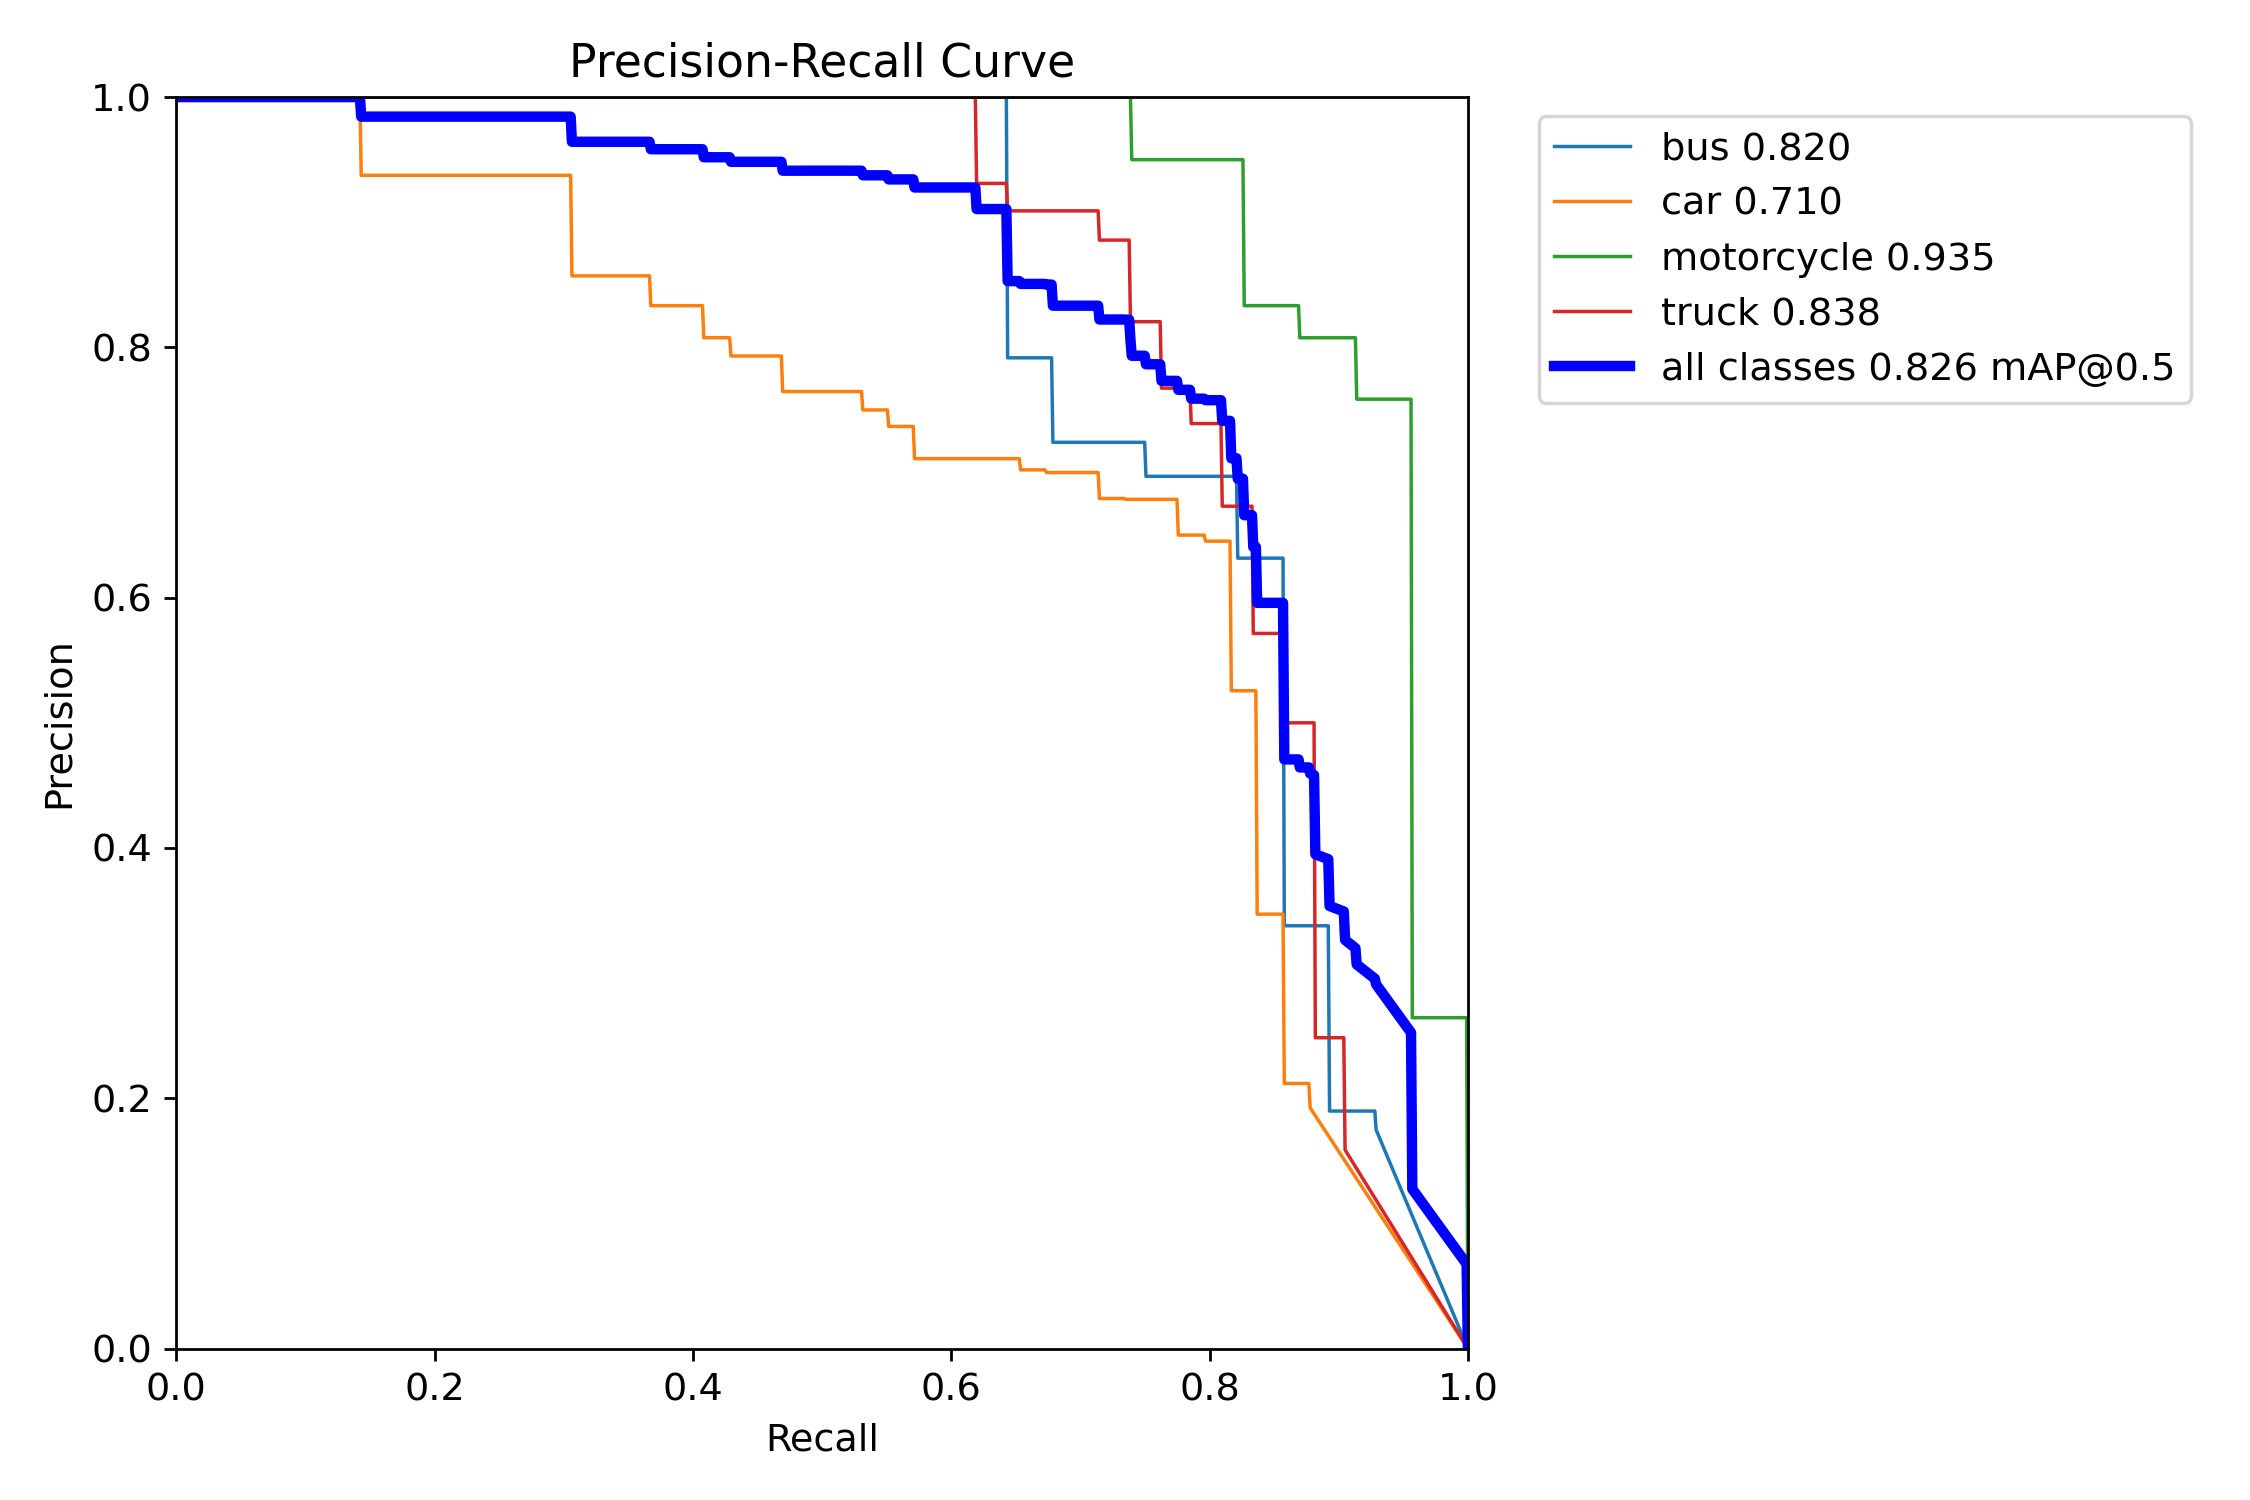 Precision-Recall Curve
1.0
0.8
0.6
0.4
0.2
0.0
Precision
0.0 0.2 0.4 0.6 0.8 1.0
Recall
bus 0.820
car 0.710
motorcycle 0.935
truck 0.838
all classes 0.826 mAP@0.5